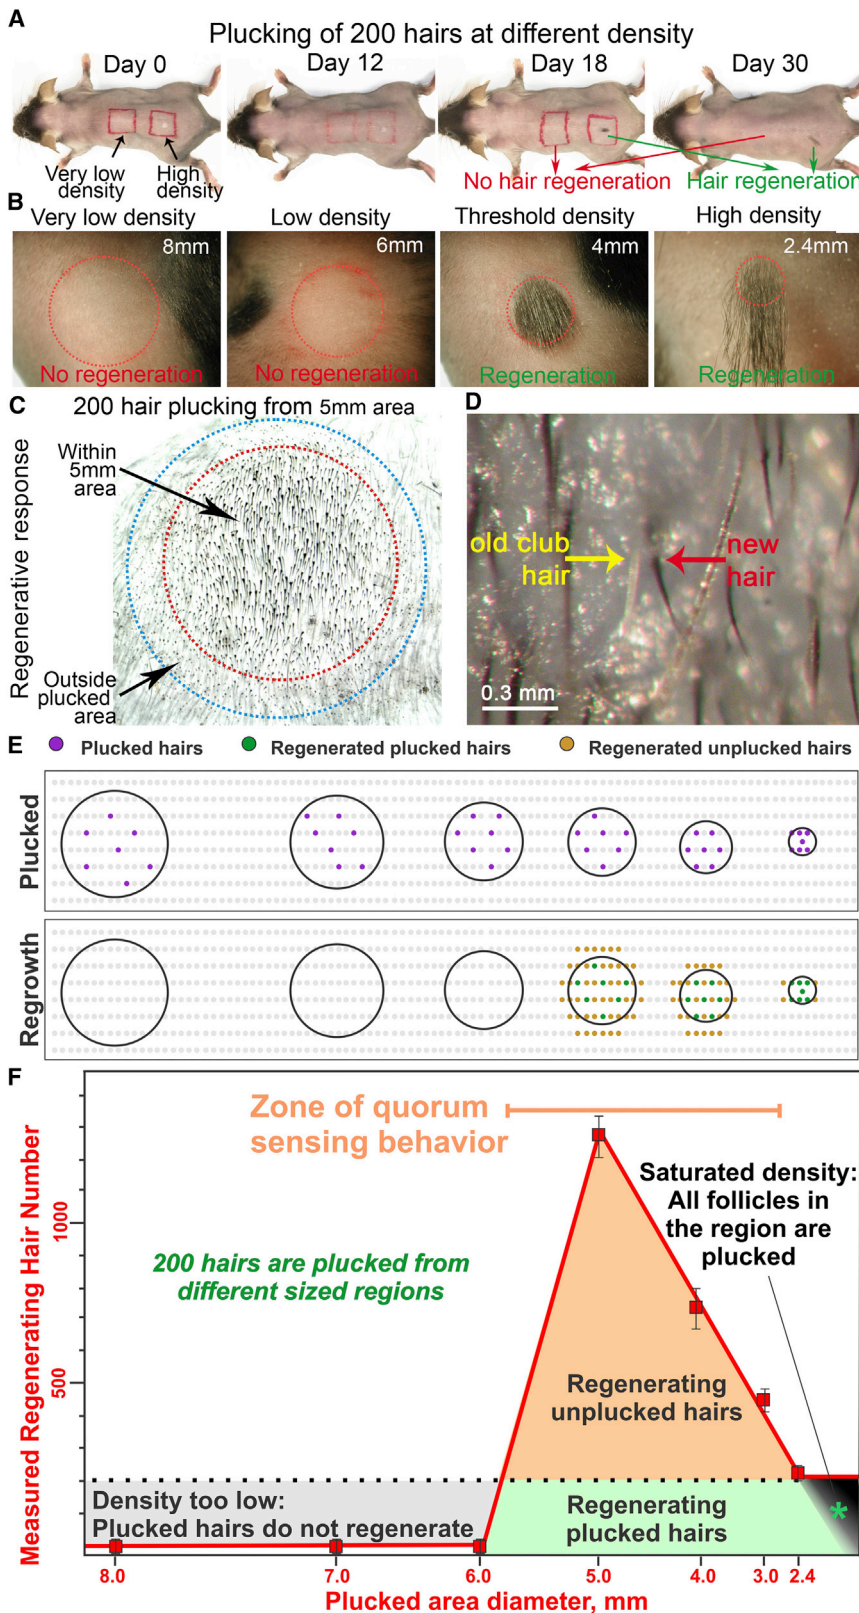 A
Plucking of 200 hairs at different density
Day 0
Day 12
Day 18
Day 30
Very low
density
High
density
No hair regeneration
Hair regeneration
B
Very low density
Low density
Threshold density
High density
8mm
6mm
4mm
2.4mm
No regeneration
No regeneration
Regeneration
Regeneration
C
200 hair plucking from 5mm area
Regenerative response
Within
5mm
area
Outside
plucked
area
D
old club
hair
new
hair
0.3 mm
E
Plucked hairs
Regenerated plucked hairs
Regenerated unplucked hairs
Plucked
Regrowth
F
Measured Regenerating Hair Number
1000
500
Zone of quorum
sensing behavior
200 hairs are plucked from
different sized regions
Saturated density:
All follicles in
the region are
plucked
Regenerating
unplucked hairs
Density too low:
Plucked hairs do not regenerate
Regenerating
plucked hairs
*
8.0
7.0
6.0
5.0
4.0
3.0
2.4
Plucked area diameter, mm